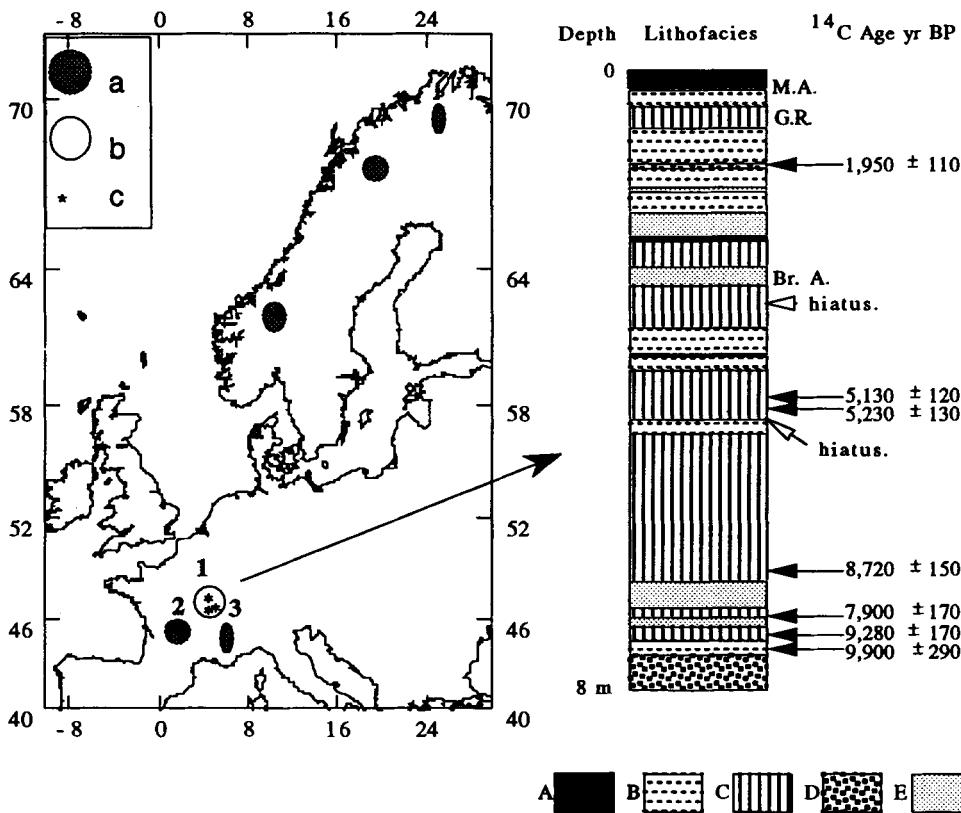 - 8 0 8 16 24
70
64
58
52
46
40
a
b
c
1
2 3
70
64
58
52
46
40
- 8 0 8 16 24
Depth Lithofacies ¹⁴C Age yr BP
0
M.A.
G.R.
1,950 ± 110
Br. A.
hiatus.
5,130 ± 120
5,230 ± 130
hiatus.
8,720 ± 150
7,900 ± 170
9,280 ± 170
9,900 ± 290
8 m
A B C D E